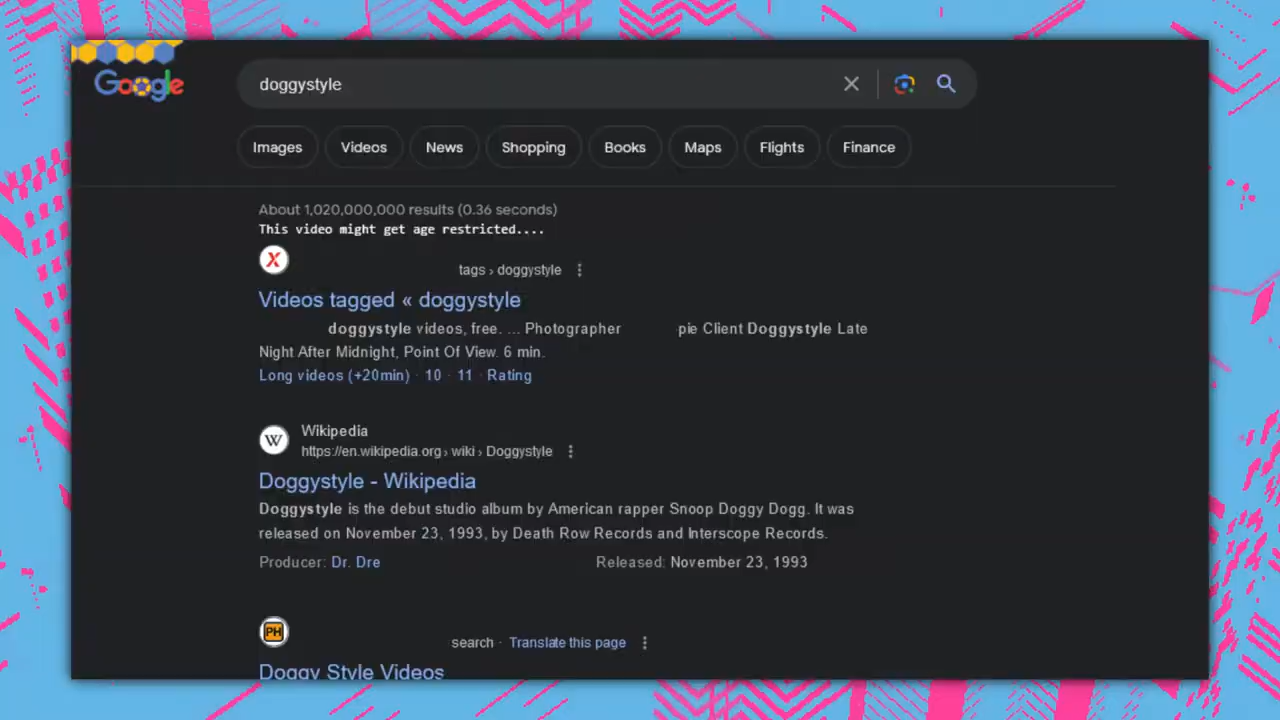 Google
doggystyle
Images Videos News Shopping Books Maps Flights Finance
About 1,020,000,000 results (0.36 seconds)
This video might get age restricted....
X
tags › doggystyle
Videos tagged « doggystyle
doggystyle videos, free. ... Photographer pie Client Doggystyle Late
Night After Midnight, Point Of View. 6 min.
Long videos (+20min) · 10 · 11 · Rating
W
Wikipedia
https://en.wikipedia.org › wiki › Doggystyle
Doggystyle - Wikipedia
Doggystyle is the debut studio album by American rapper Snoop Doggy Dogg. It was
released on November 23, 1993, by Death Row Records and Interscope Records.
Producer: Dr. Dre Released: November 23, 1993
PH
search · Translate this page
Doggy Style Videos